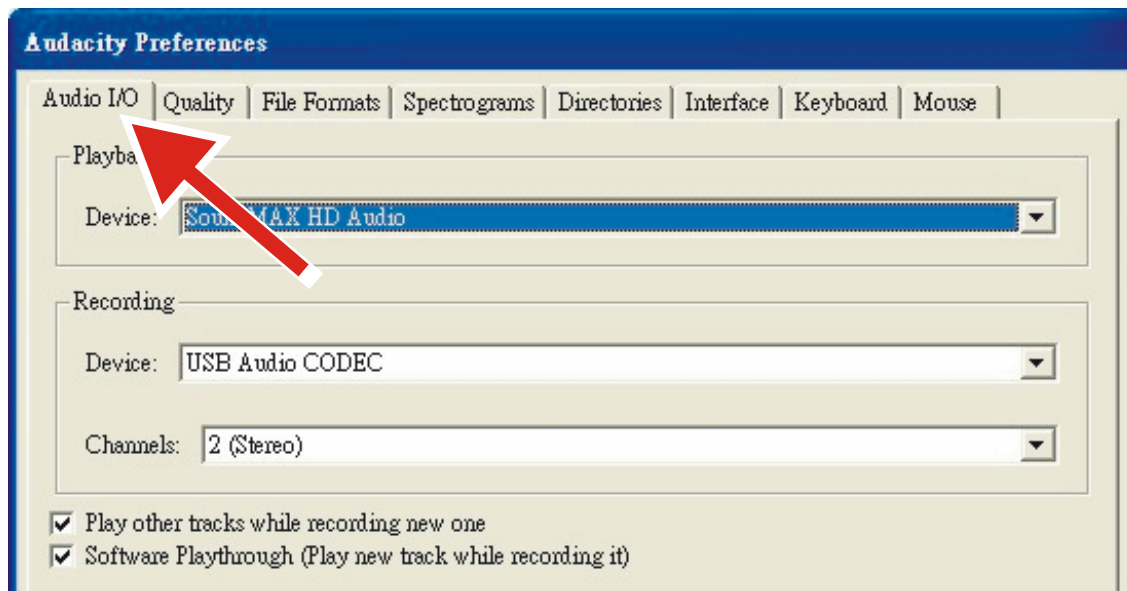 Audacity Preferences
Audio I/O Quality File Formats Spectrograms Directories Interface Keyboard Mouse
Device: MAX HD Audio
Recording
Device: USB Audio CODEC
Channels: 2 (Stereo)
Play other tracks while recording new one
Software Playthrough (Play new track while recording it)